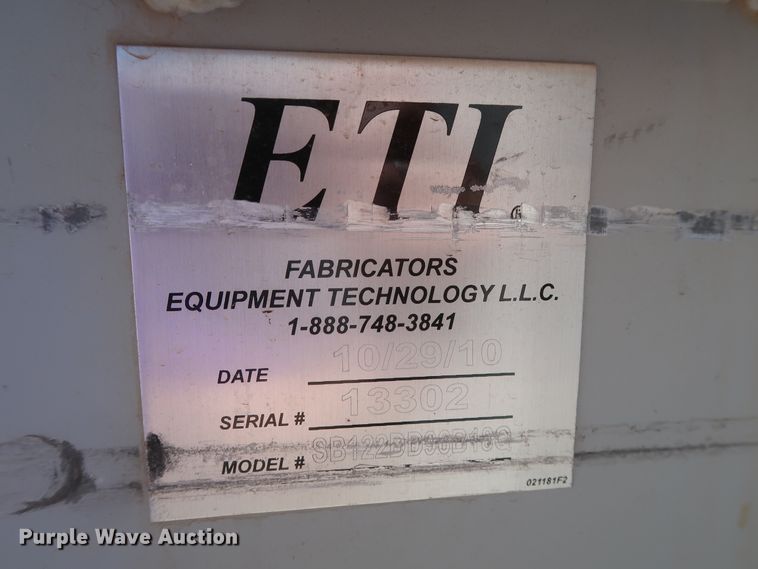 ETI ®
FABRICATORS
EQUIPMENT TECHNOLOGY L.L.C.
1-888-748-3841
DATE 10/29/10
SERIAL # 13302
MODEL #
021181F2
Purple Wave Auction